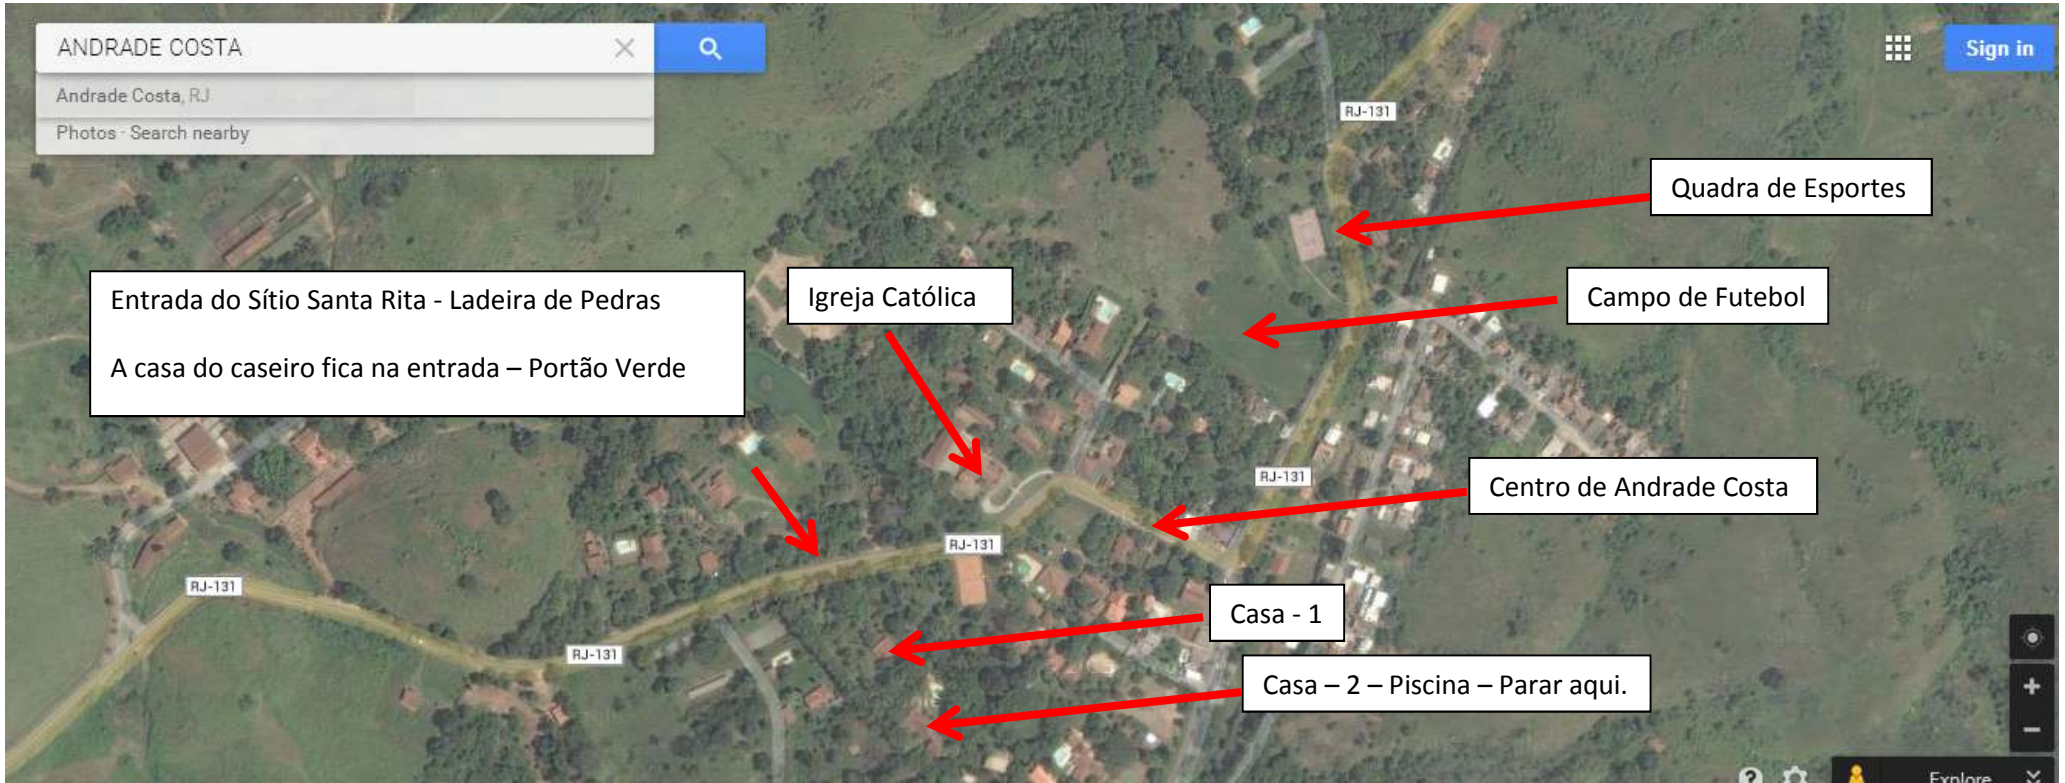 ANDRADE COSTA
Sign in
Andrade Costa, RJ
Photos - Search nearby
RJ-131
Quadra de Esportes
Entrada do Sítio Santa Rita - Ladeira de Pedras
A casa do caseiro fica na entrada – Portão Verde
Igreja Católica
Campo de Futebol
RJ-131
Centro de Andrade Costa
RJ-131
RJ-131
Casa - 1
RJ-131
Casa – 2 – Piscina – Parar aqui.
Google
Explore